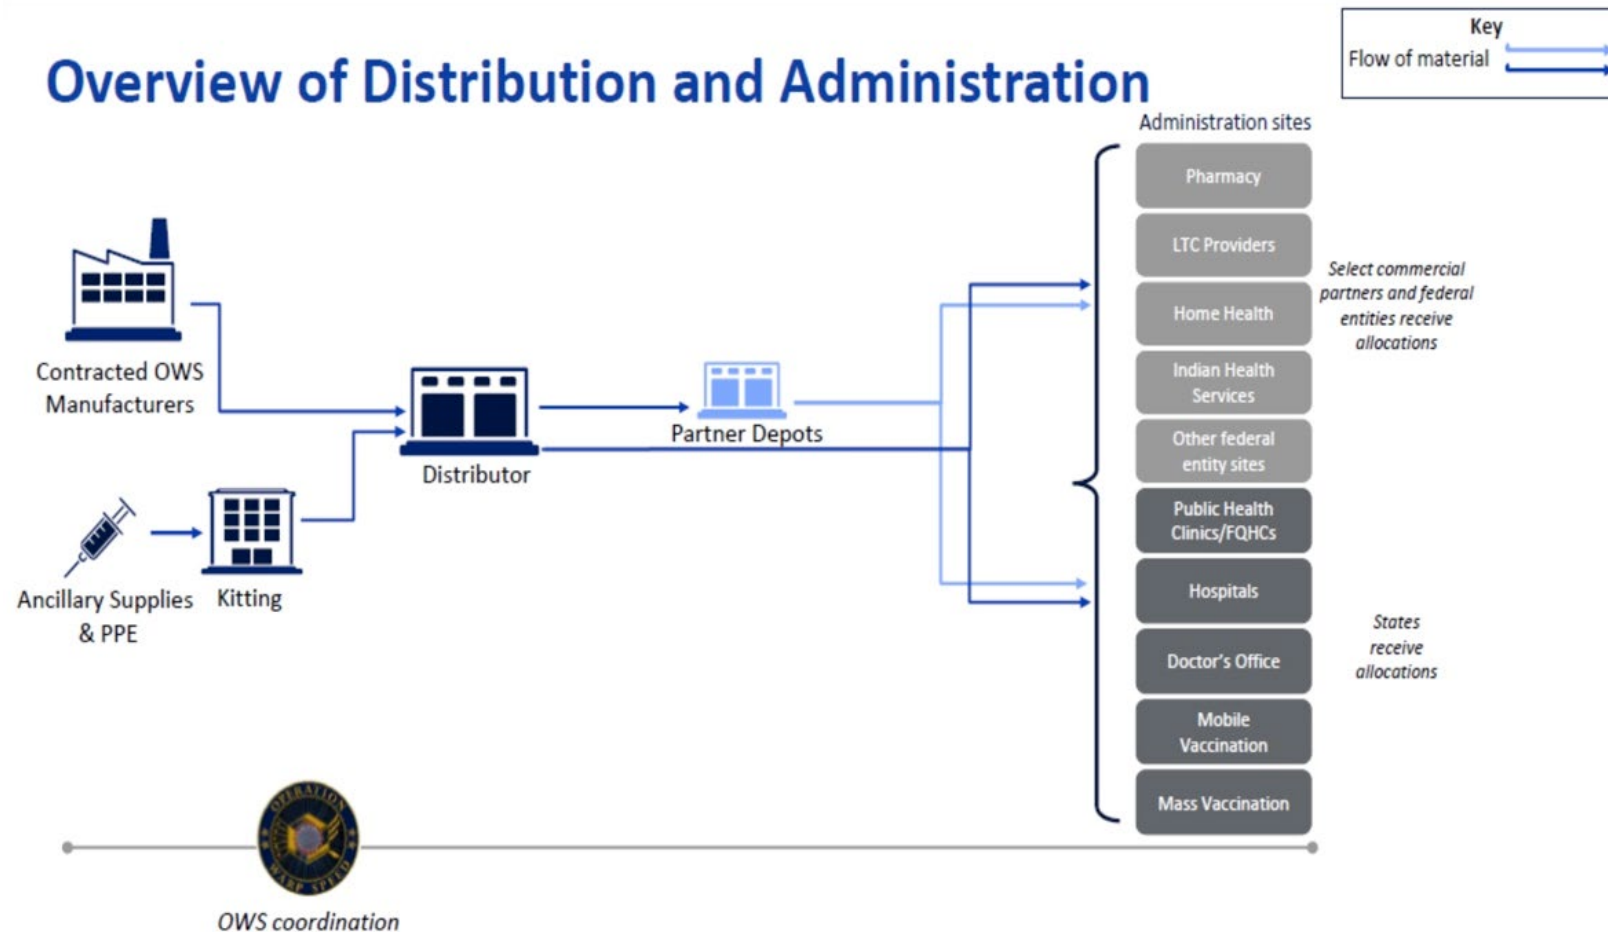 Overview of Distribution and Administration
Key
Flow of material
Administration sites
Pharmacy
LTC Providers
Home Health
Indian Health
Services
Other federal
entity sites
Public Health
Clinics/FQHCs
Hospitals
Doctor's Office
Mobile
Vaccination
Mass Vaccination
Select commercial
partners and federal
entities receive
allocations
States
receive
allocations
Contracted OWS
Manufacturers
Distributor
Partner Depots
Ancillary Supplies
& PPE
Kitting
OPERATION
WARP SPEED
OWS coordination